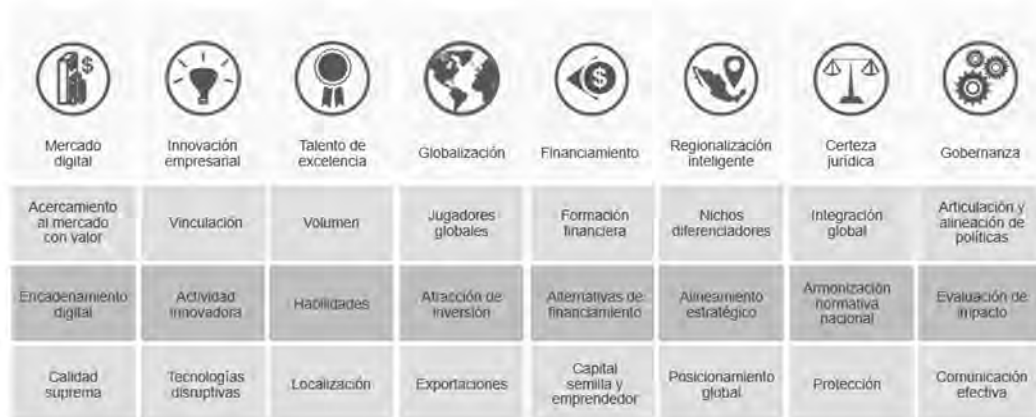 $
$
Mercado
digital
Innovación
empresarial
Talento de
excelencia
Globalización
Financiamiento
Regionalización
inteligente
Certeza
jurídica
Gobernanza
Acercamiento
al mercado
con valor
Vinculación
Volumen
Jugadores
globales
Formación
financiera
Nichos
diferenciadores
Integración
global
Articulación y
alineación de
políticas
Encadenamiento
digital
Actividad
innovadora
Habilidades
Atracción de
inversión
Alternativas de
financiamiento
Alineamiento
estratégico
Armonización
normativa
nacional
Evaluación de
impacto
Calidad
suprema
Tecnologías
disruptivas
Localización
Exportaciones
Capital
semilla y
emprendedor
Posicionamiento
global
Protección
Comunicación
efectiva